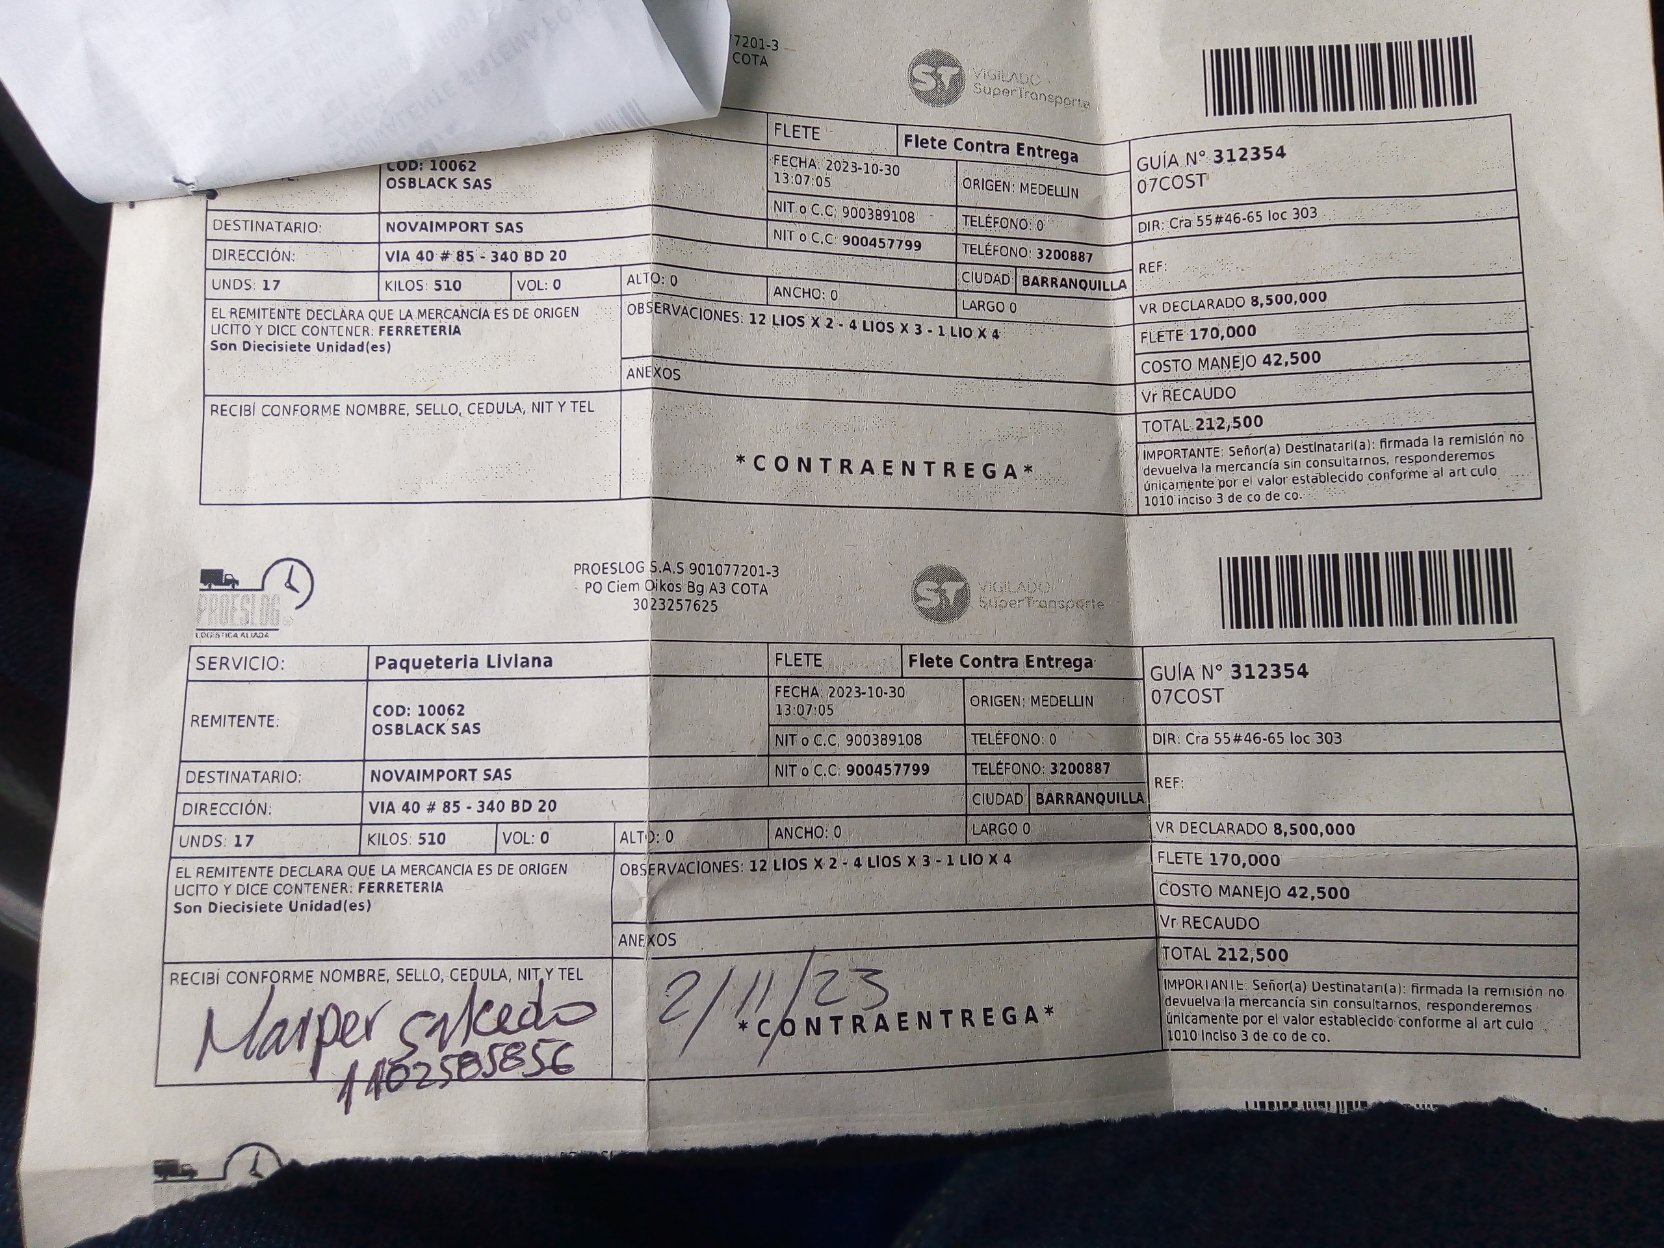 7201-3
COTA
ST VIGILADO
SuperTransporte
FLETE Flete Contra Entrega
GUÍA N° 312354
07COST
COD: 10062
OSBLACK SAS
FECHA: 2023-10-30
13:07:05
ORIGEN: MEDELLIN
NIT o C.C: 900389108 TELÉFONO: 0
DIR: Cra 55#46-65 loc 303
DESTINATARIO: NOVAIMPORT SAS
NIT o C.C: 900457799 TELÉFONO: 3200887
REF:
DIRECCIÓN: VIA 40 # 85 - 340 BD 20
CIUDAD BARRANQUILLA
UNDS: 17 KILOS: 510 VOL: 0 ALTO: 0 ANCHO: 0 LARGO 0
VR DECLARADO 8,500,000
EL REMITENTE DECLARA QUE LA MERCANCIA ES DE ORIGEN
LICITO Y DICE CONTENER: FERRETERIA
Son Diecisiete Unidad(es)
OBSERVACIONES: 12 LIOS X 2 - 4 LIOS X 3 - 1 LIO X 4
FLETE 170,000
COSTO MANEJO 42,500
ANEXOS
Vr RECAUDO
RECIBÍ CONFORME NOMBRE, SELLO, CEDULA, NIT Y TEL
TOTAL 212,500
*CONTRAENTREGA*
IMPORTANTE: Señor(a) Destinatari(a): firmada la remisión no
devuelva la mercancía sin consultarnos, responderemos
únicamente por el valor establecido conforme al art culo
1010 inciso 3 de co de co.
PROESLOG
LOGISTICA ALIADA
PROESLOG S.A.S 901077201-3
PO Ciem Oikos Bg A3 COTA
3023257625
ST VIGILADO
SuperTransporte
SERVICIO: Paqueteria Liviana
FLETE Flete Contra Entrega
GUÍA N° 312354
07COST
REMITENTE:
COD: 10062
OSBLACK SAS
FECHA: 2023-10-30
13:07:05
ORIGEN: MEDELLIN
NIT o C.C: 900389108 TELÉFONO: 0
DIR: Cra 55#46-65 loc 303
DESTINATARIO: NOVAIMPORT SAS
NIT o C.C: 900457799 TELÉFONO: 3200887
REF:
DIRECCIÓN: VIA 40 # 85 - 340 BD 20
CIUDAD BARRANQUILLA
UNDS: 17 KILOS: 510 VOL: 0 ALTO: 0 ANCHO: 0 LARGO 0
VR DECLARADO 8,500,000
EL REMITENTE DECLARA QUE LA MERCANCIA ES DE ORIGEN
LICITO Y DICE CONTENER: FERRETERIA
Son Diecisiete Unidad(es)
OBSERVACIONES: 12 LIOS X 2 - 4 LIOS X 3 - 1 LIO X 4
FLETE 170,000
COSTO MANEJO 42,500
ANEXOS
Vr RECAUDO
RECIBÍ CONFORME NOMBRE, SELLO, CEDULA, NIT Y TEL
TOTAL 212,500
Marper Salcedo
1102585856
2/11/23
*CONTRAENTREGA*
IMPORTANTE: Señor(a) Destinatari(a): firmada la remisión no
devuelva la mercancía sin consultarnos, responderemos
únicamente por el valor establecido conforme al art culo
1010 inciso 3 de co de co.